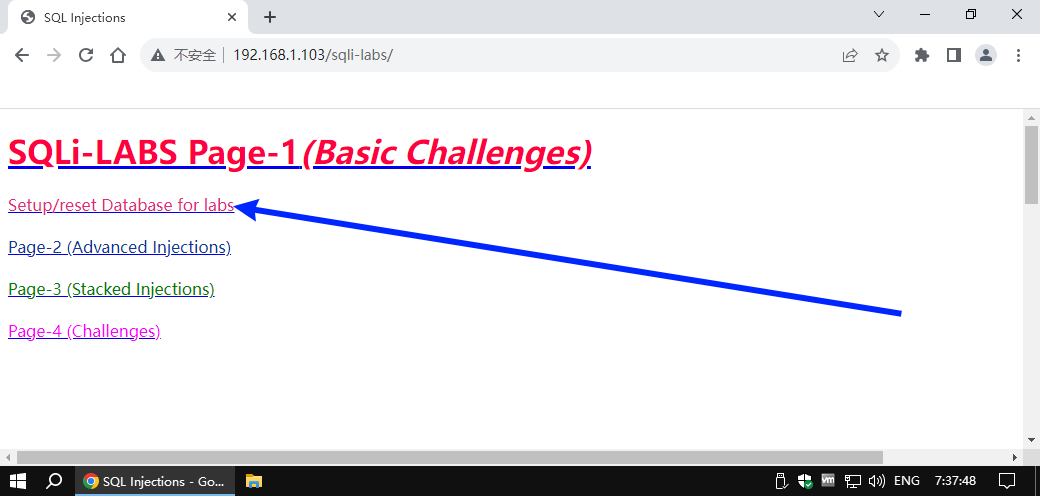 SQL Injections
不安全 192.168.1.103/sqli-labs/
SQLi-LABS Page-1(Basic Challenges)
Setup/reset Database for labs
Page-2 (Advanced Injections)
Page-3 (Stacked Injections)
Page-4 (Challenges)
SQL Injections - Go... vm ENG 7:37:48